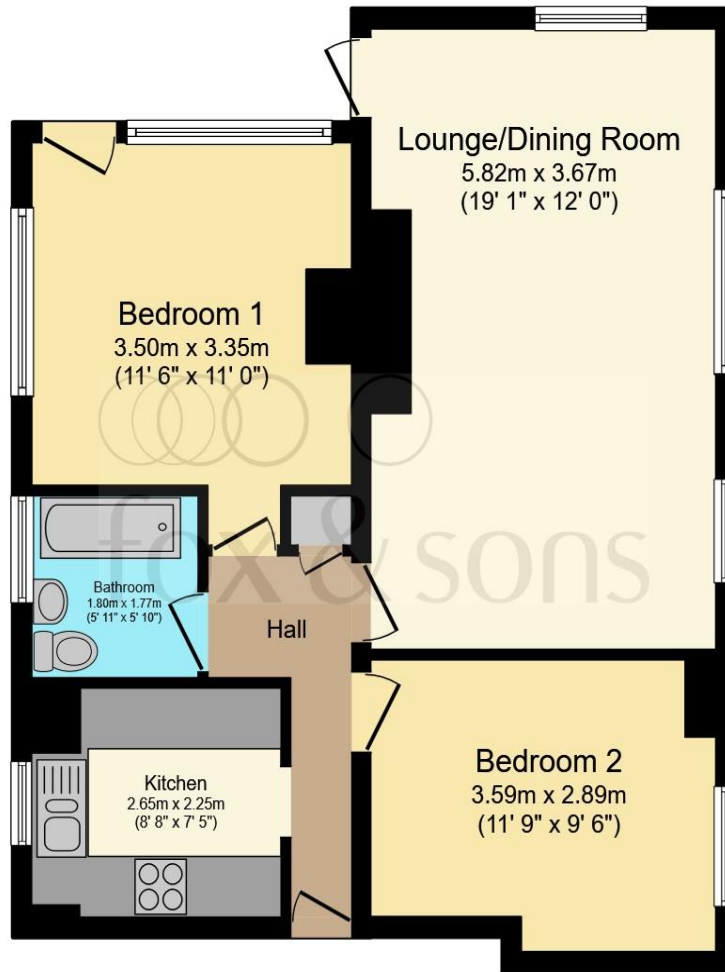 Lounge/Dining Room
5.82m x 3.67m
(19' 1" x 12' 0")
Bedroom 1
3.50m x 3.35m
(11' 6" x 11' 0")
fox & sons
Bathroom
1.80m x 1.77m
(5' 11" x 5' 10")
Hall
Kitchen
2.65m x 2.25m
(8' 8" x 7' 5")
Bedroom 2
3.59m x 2.89m
(11' 9" x 9' 6")